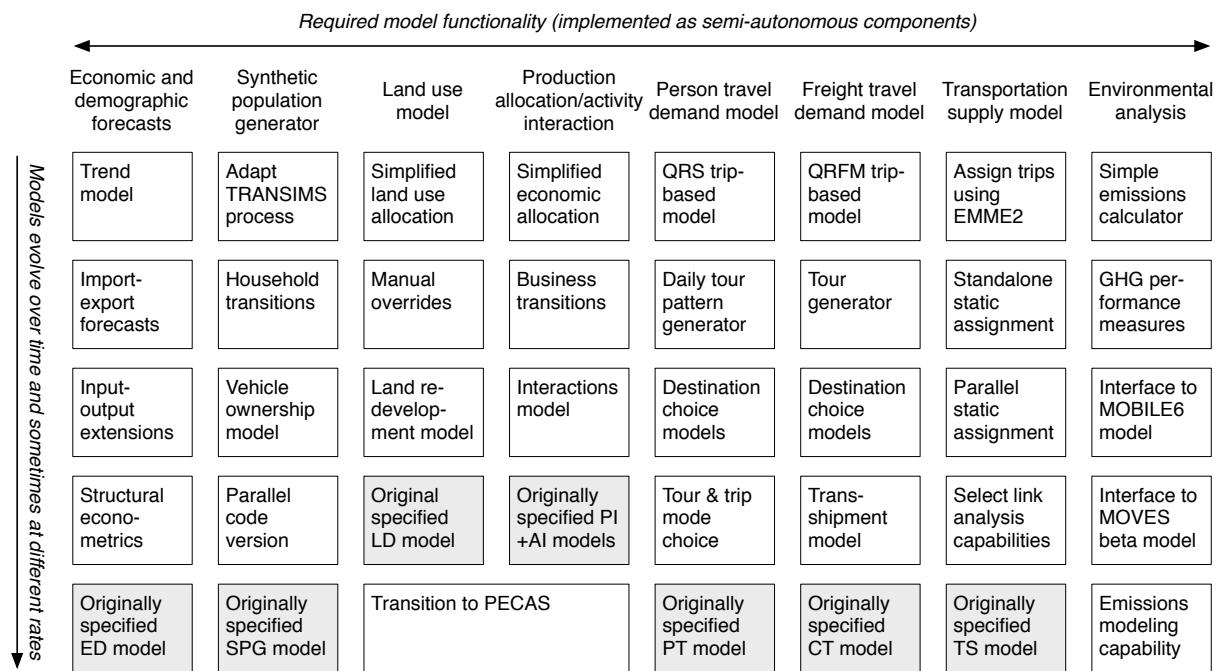 Required model functionality (implemented as semi-autonomous components)
Economic and
demographic
forecasts
Synthetic
population
generator
Land use
model
Production
allocation/activity
interaction
Person travel
demand model
Freight travel
demand model
Transportation
supply model
Environmental
analysis
Models evolve over time and sometimes at different rates
Trend
model
Adapt
TRANSIMS
process
Simplified
land use
allocation
Simplified
economic
allocation
QRS trip-
based
model
QRFM trip-
based
model
Assign trips
using
EMME2
Simple
emissions
calculator
Import-
export
forecasts
Household
transitions
Manual
overrides
Business
transitions
Daily tour
pattern
generator
Tour
generator
Standalone
static
assignment
GHG per-
formance
measures
Input-
output
extensions
Vehicle
ownership
model
Land re-
develop-
ment model
Interactions
model
Destination
choice
models
Destination
choice
models
Parallel
static
assignment
Interface to
MOBILE6
model
Structural
econo-
metrics
Parallel
code
version
Original
specified
LD model
Originally
specified PI
+AI models
Tour & trip
mode
choice
Trans-
shipment
model
Select link
analysis
capabilities
Interface to
MOVES
beta model
Originally
specified
ED model
Originally
specified
SPG model
Transition to PECAS
Originally
specified
PT model
Originally
specified
CT model
Originally
specified
TS model
Emissions
modeling
capability